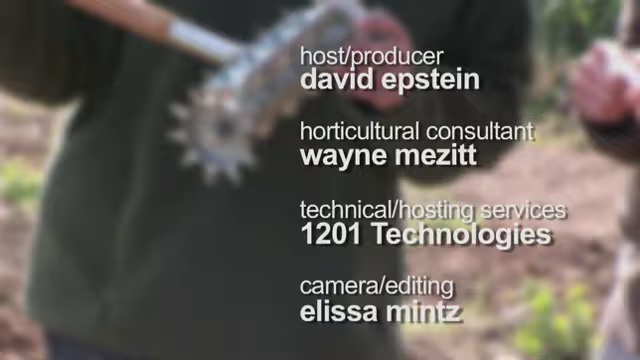 host/producer
david epstein
horticultural consultant
wayne mezitt
technical/hosting services
1201 Technologies
camera/editing
elissa mintz